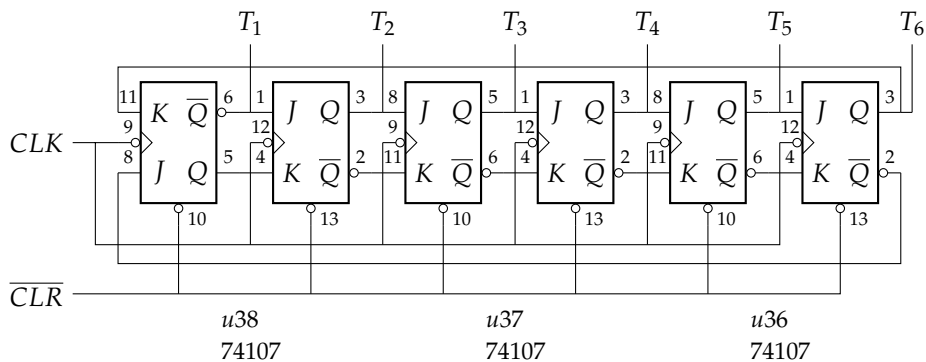 T1 T2 T3 T4 T5 T6
11 6 1 3 8 5 1 3 8 5 1 3
K Q̅ J Q J Q J Q J Q J Q
CLK 9 12 9 12 9 12
8 5 4 2 11 6 4 2 11 6 4 2
J Q K Q̅ K Q̅ K Q̅ K Q̅ K Q̅
10 13 10 13 10 13
C̅L̅R̅
u38 u37 u36
74107 74107 74107